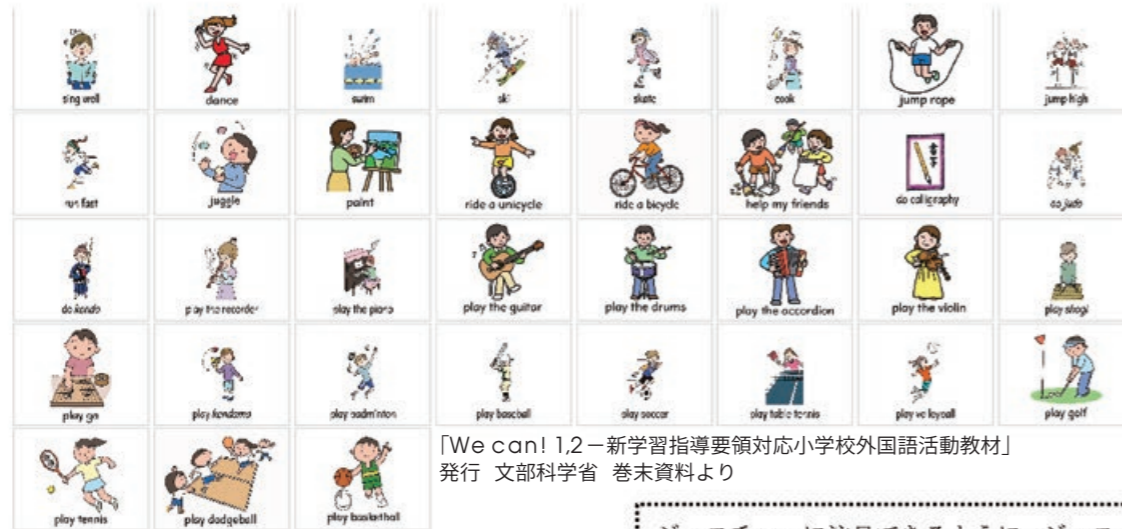 sing well dance swim ski skate cook jump rope jump high
run fast juggle paint ride a unicycle ride a bicycle help my friends do calligraphy do judo
do kendo play the recorder play the piano play the guitar play the drums play the accordion play the violin play shogi
play go play kendama play badminton play baseball play soccer play table tennis play volleyball play golf
play tennis play dodgeball play basketball
「We can! 1,2－新学習指導要領対応小学校外国語活動教材」
発行 文部科学省 巻末資料より